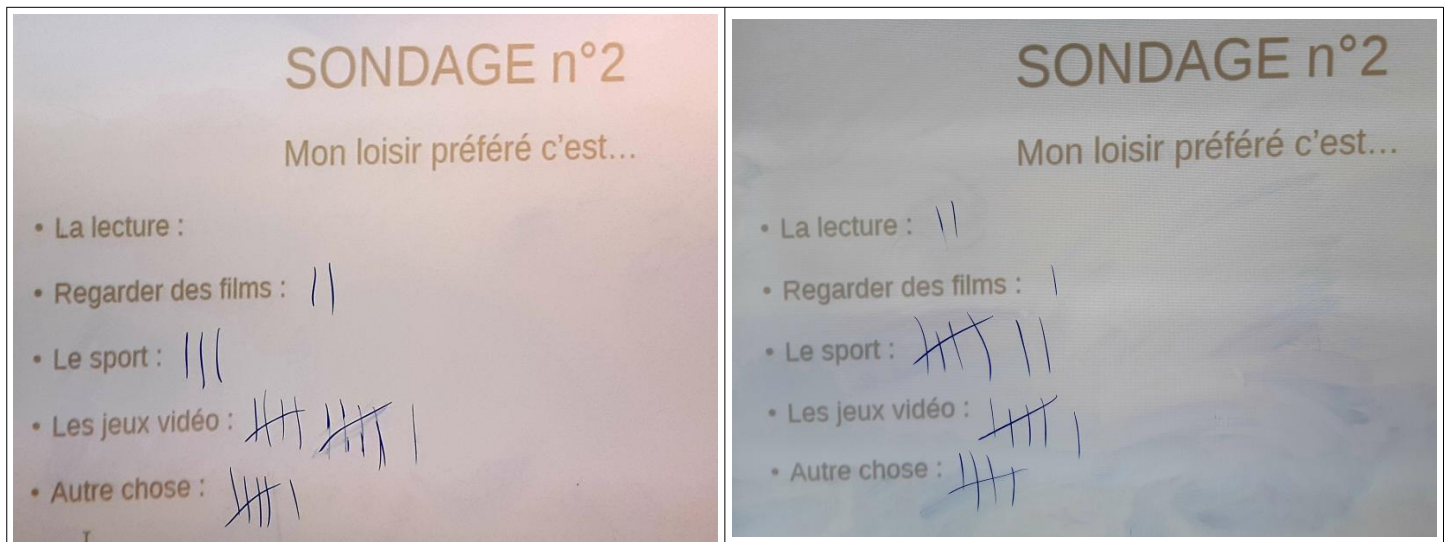 SONDAGE n°2
Mon loisir préféré c'est...
• La lecture :
• Regarder des films : ||
• Le sport : |||
• Les jeux vidéo : |||| |||| |
• Autre chose : |||| |
SONDAGE n°2
Mon loisir préféré c'est...
• La lecture : ||
• Regarder des films : |
• Le sport : |||| ||
• Les jeux vidéo : |||| |
• Autre chose : ||||